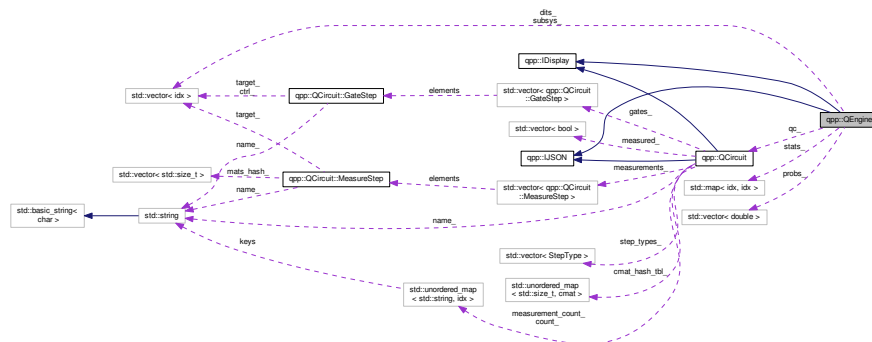 dits_
subsys_
qpp::IDisplay
target_
ctrl_
std::vector< idx >
qpp::QCircuit::GateStep
elements
std::vector< qpp::QCircuit
::GateStep >
gates_
qpp::QEngine
target_
std::vector< bool >
measured_
qc_
stats_
name_
qpp::IJSON
qpp::QCircuit
probs_
std::vector< std::size_t >
mats_hash_
qpp::QCircuit::MeasureStep
elements
measurements_
std::vector< qpp::QCircuit
::MeasureStep >
std::map< idx, idx >
name_
std::basic_string<
char >
std::string
name_
std::vector< double >
keys
step_types_
std::vector< StepType >
cmat_hash_tbl_
std::unordered_map
< std::string, idx >
std::unordered_map
< std::size_t, cmat >
measurement_count_
count_